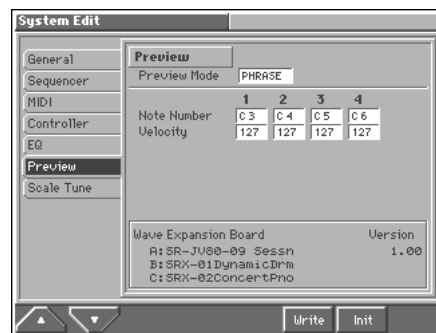 System Edit
General
Sequencer
MIDI
Controller
EQ
Preview
Scale Tune
Preview
Preview Mode PHRASE
1 2 3 4
Note Number C 3 C 4 C 5 C 6
Velocity 127 127 127 127
Wave Expansion Board Version
A:SR-JV80-09 Sessn 1.00
B:SRX-01DynamicDrm
C:SRX-02ConcertPno
Write Init